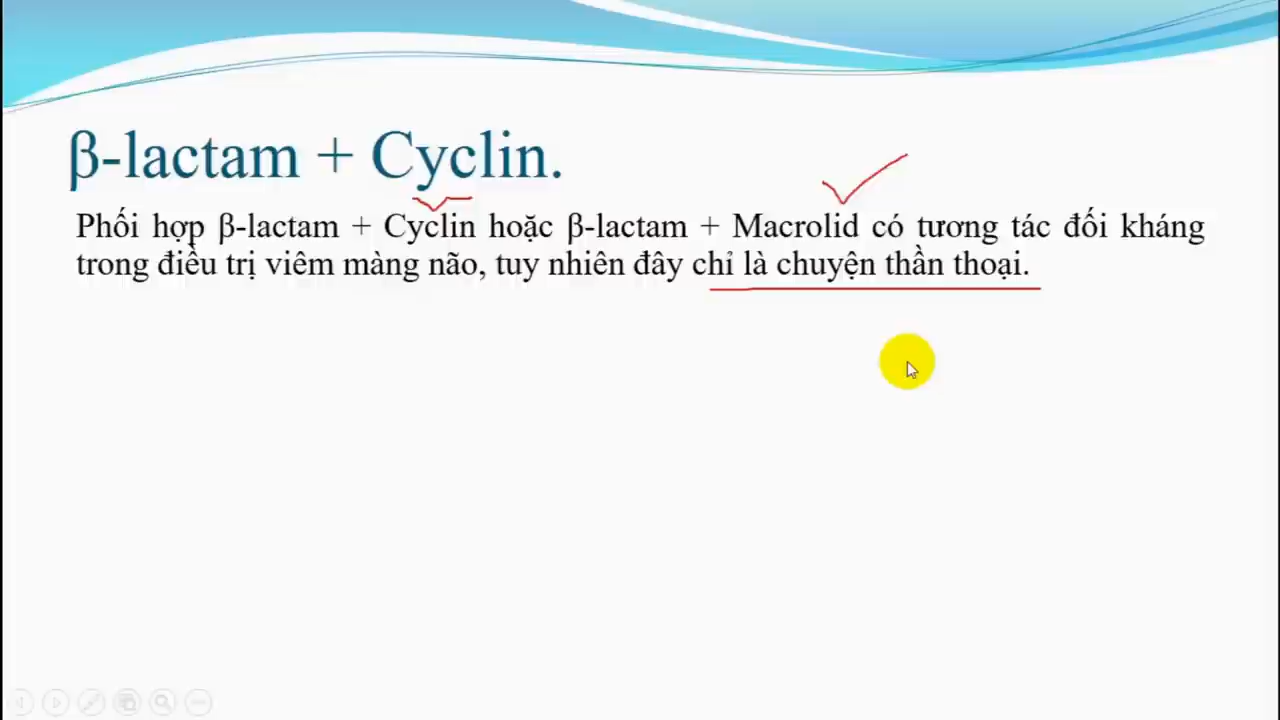 β-lactam + Cyclin.
Phối hợp β-lactam + Cyclin hoặc β-lactam + Macrolid có tương tác đối kháng
trong điều trị viêm màng não, tuy nhiên đây chỉ là chuyện thần thoại.